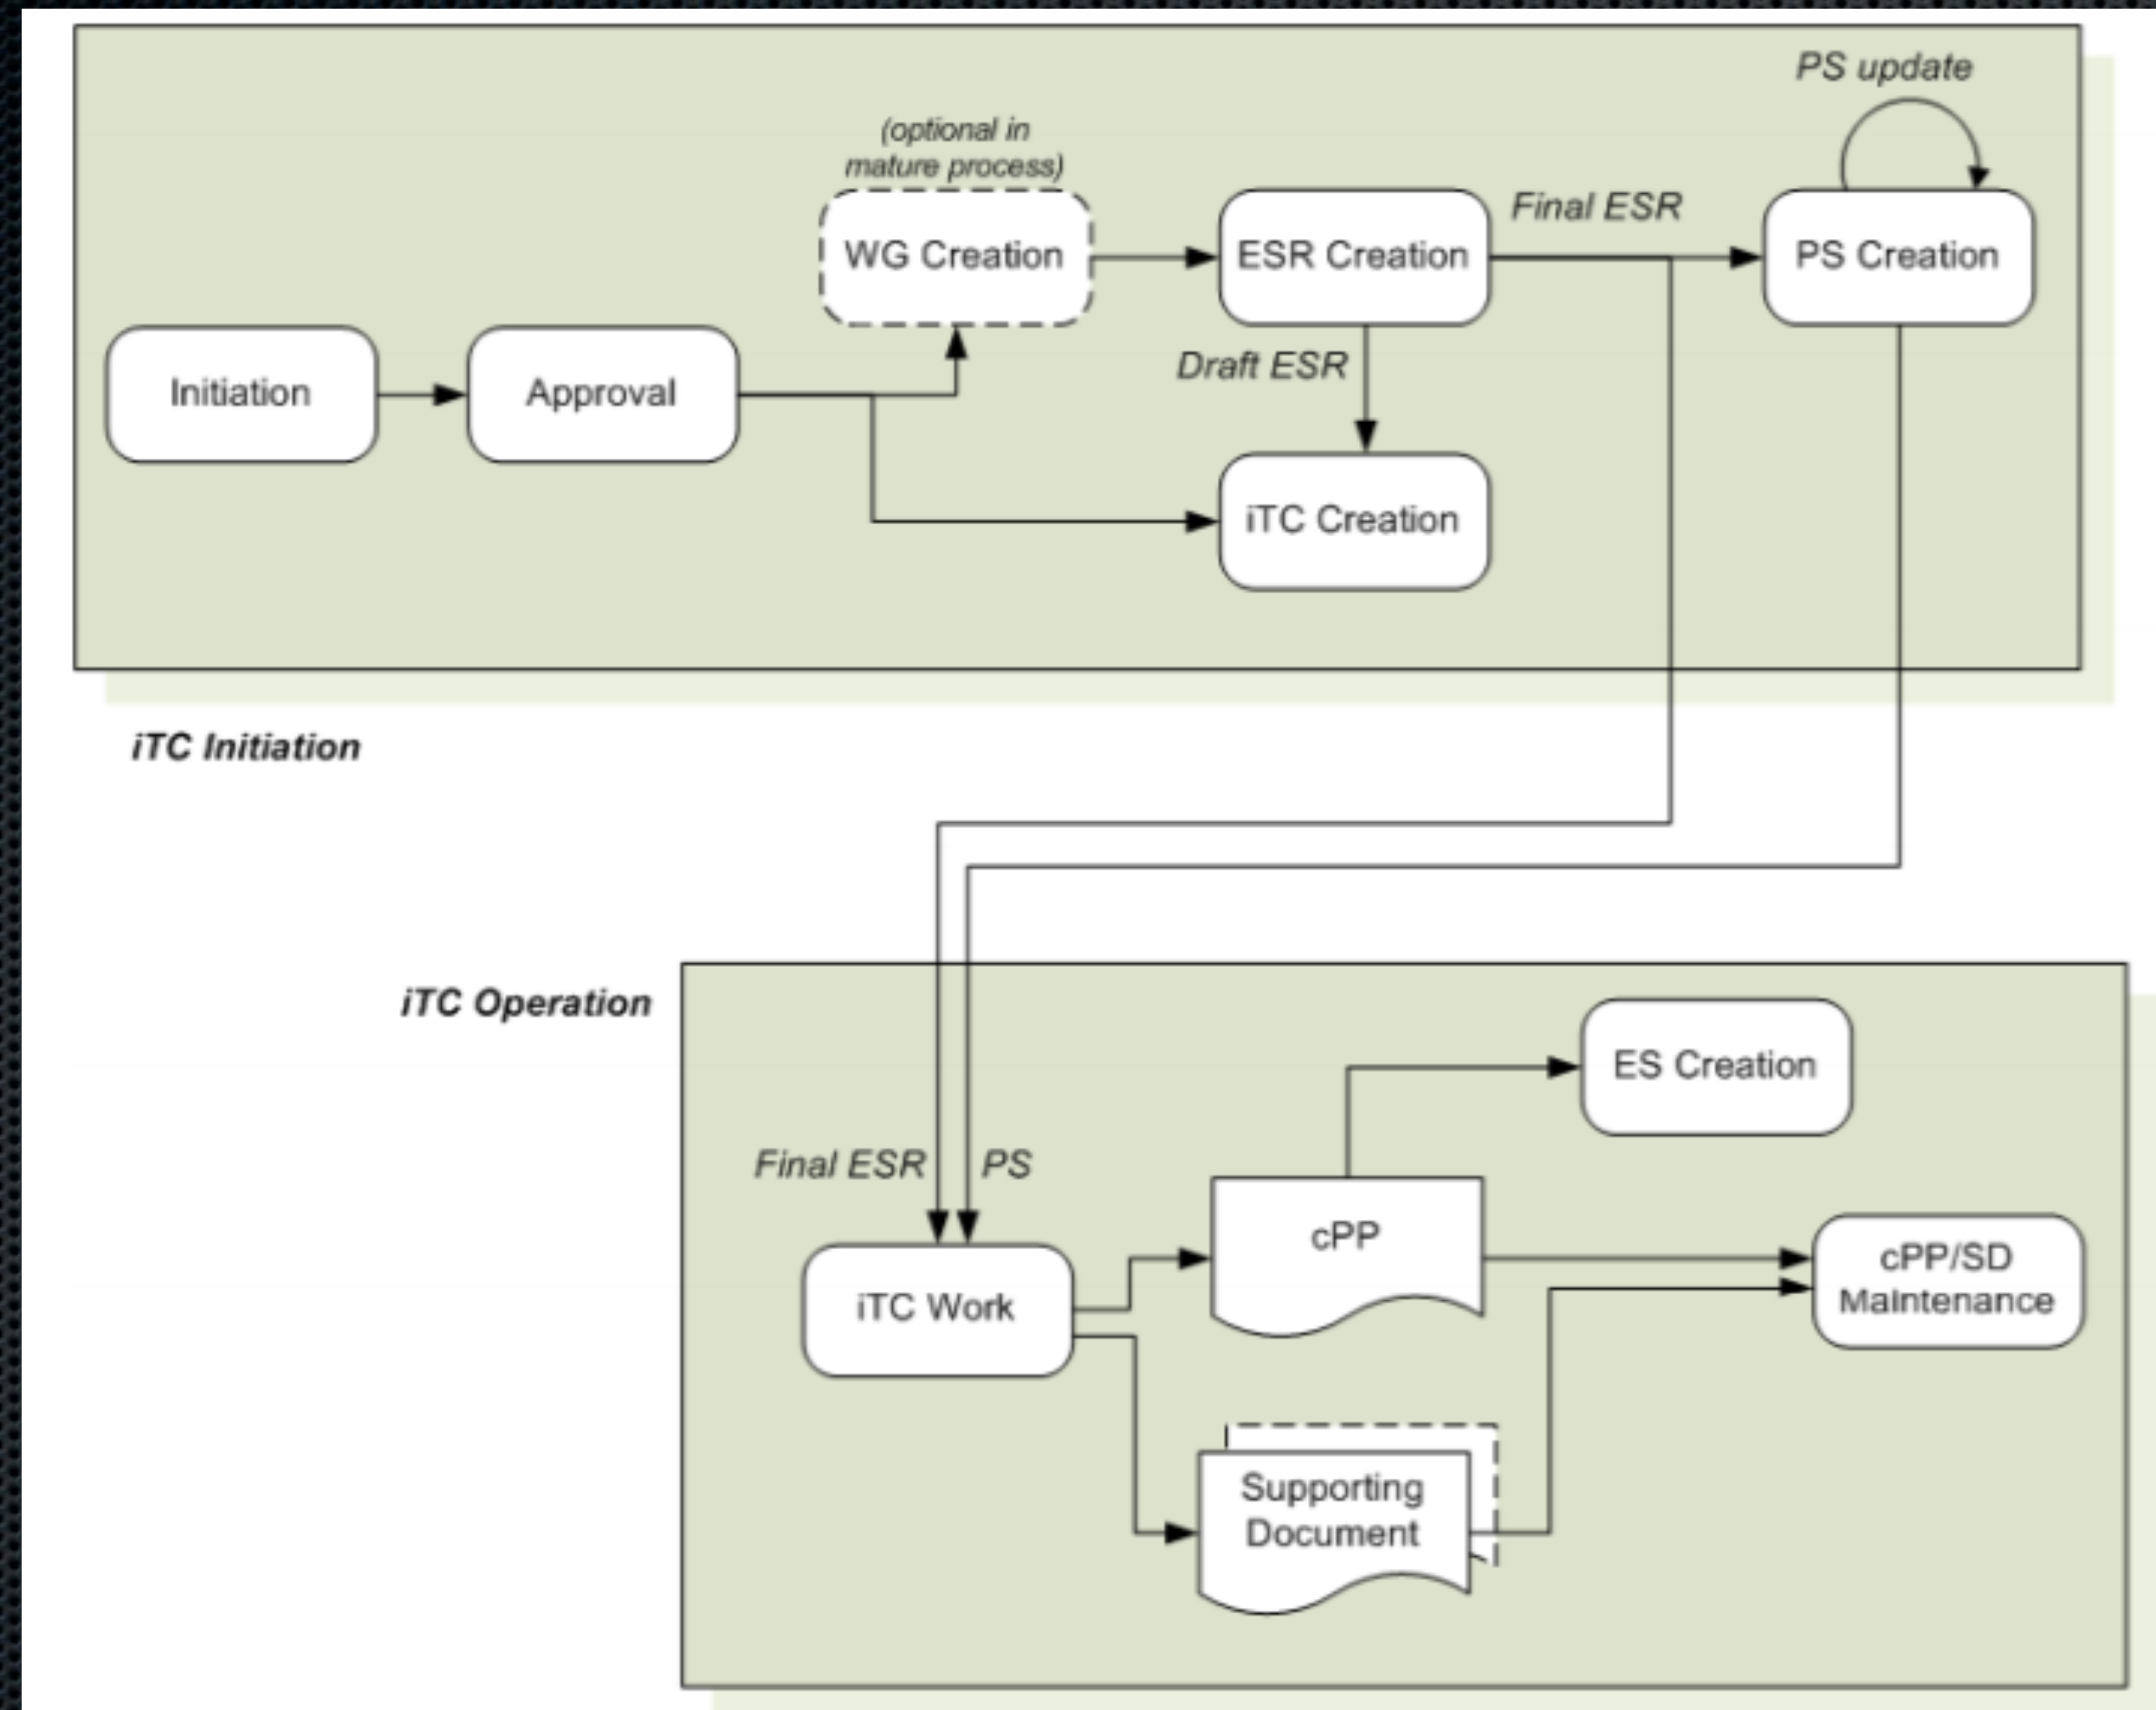 PS update
(optional in
mature process)
WG Creation
ESR Creation
Final ESR
PS Creation
Initiation
Approval
Draft ESR
iTC Creation
iTC Initiation
iTC Operation
ES Creation
Final ESR
PS
cPP
iTC Work
cPP/SD
Maintenance
Supporting
Document